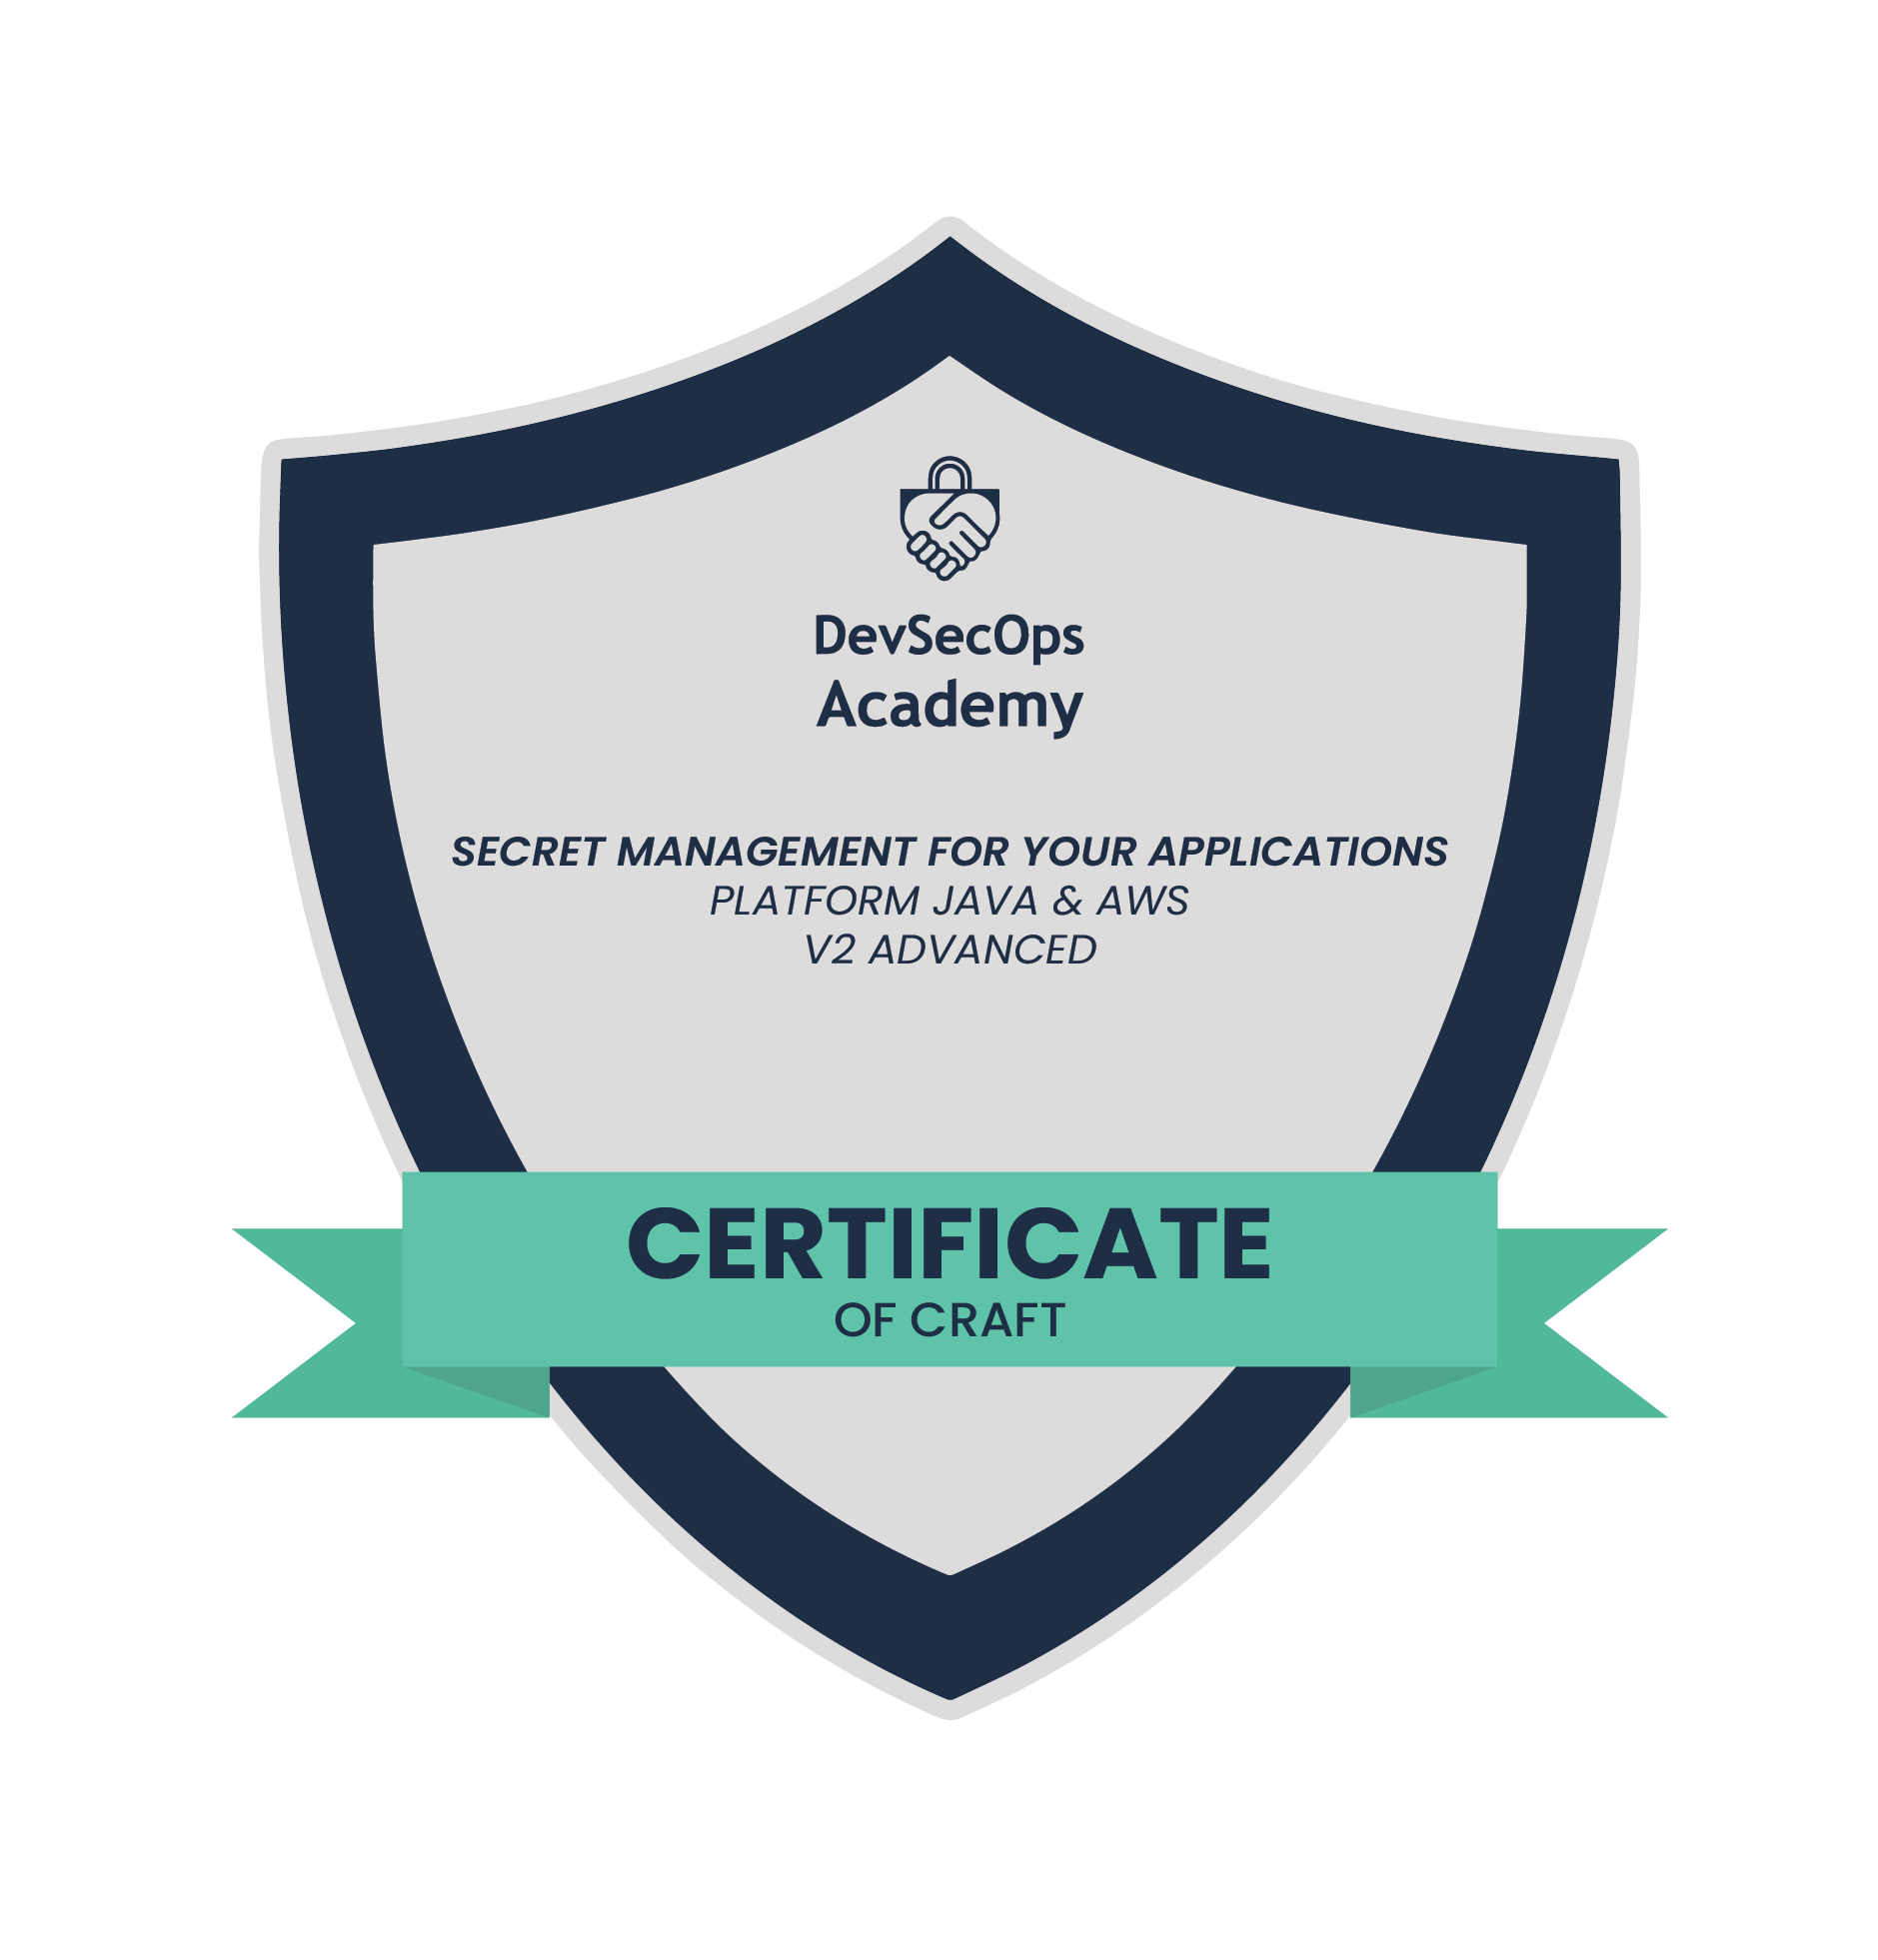 DevSecOps
Academy
SECRET MANAGEMENT FOR YOUR APPLICATIONS
PLATFORM JAVA & AWS
V2 ADVANCED
CERTIFICATE
OF CRAFT